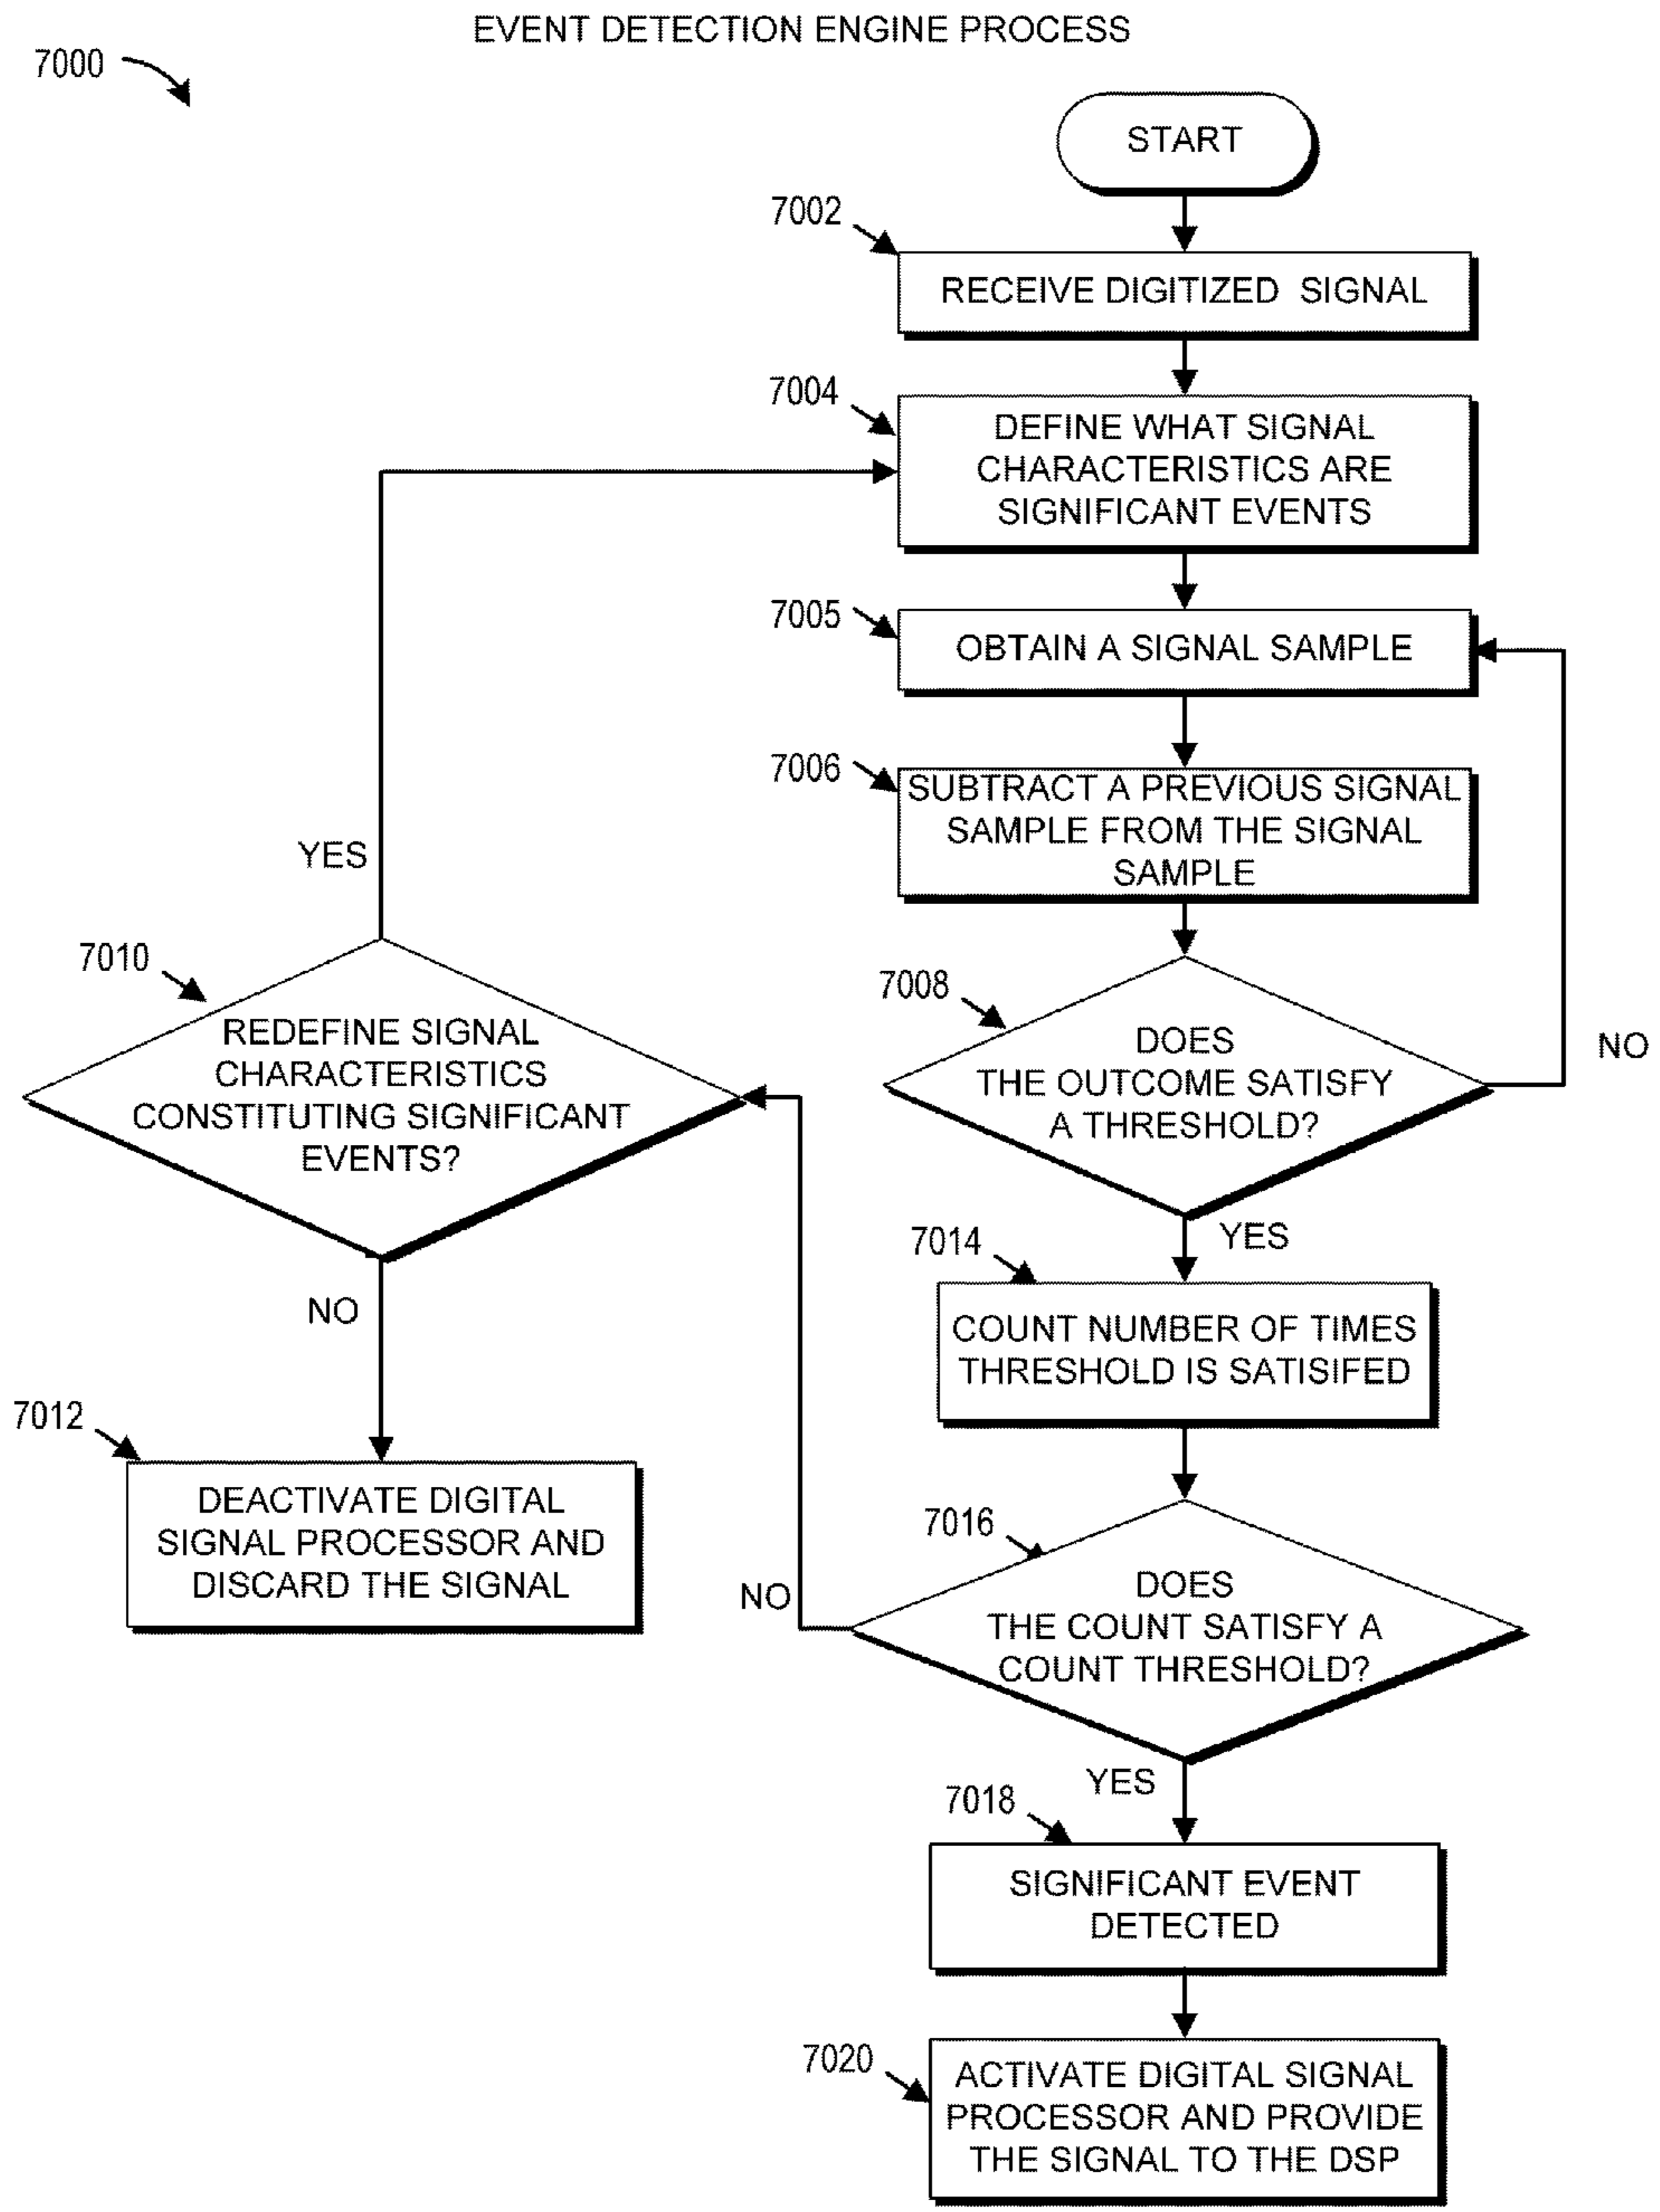 EVENT DETECTION ENGINE PROCESS
7000
START
7002
RECEIVE DIGITIZED SIGNAL
7004
DEFINE WHAT SIGNAL
CHARACTERISTICS ARE
SIGNIFICANT EVENTS
7005
OBTAIN A SIGNAL SAMPLE
7006
SUBTRACT A PREVIOUS SIGNAL
SAMPLE FROM THE SIGNAL
SAMPLE
YES
7010
REDEFINE SIGNAL
CHARACTERISTICS
CONSTITUTING SIGNIFICANT
EVENTS?
7008
DOES
THE OUTCOME SATISFY
A THRESHOLD?
NO
YES
7014
COUNT NUMBER OF TIMES
THRESHOLD IS SATISIFED
NO
7012
DEACTIVATE DIGITAL
SIGNAL PROCESSOR AND
DISCARD THE SIGNAL
7016
DOES
THE COUNT SATISFY A
COUNT THRESHOLD?
NO
YES
7018
SIGNIFICANT EVENT
DETECTED
7020
ACTIVATE DIGITAL SIGNAL
PROCESSOR AND PROVIDE
THE SIGNAL TO THE DSP